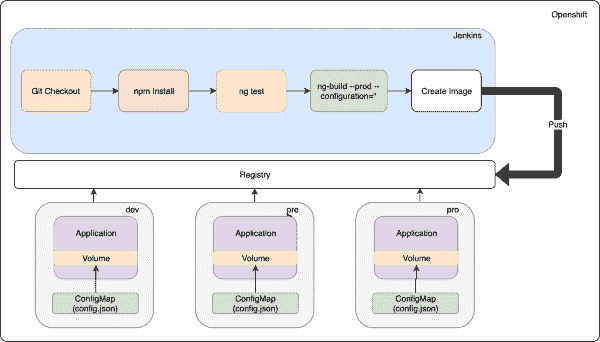 Openshift
Jenkins
Git Checkout
npm Install
ng test
ng-build --prod --
configuration=''
Create Image
Push
Registry
dev
Application
Volume
ConfigMap
(config.json)
pre
Application
Volume
ConfigMap
(config.json)
pro
Application
Volume
ConfigMap
(config.json)